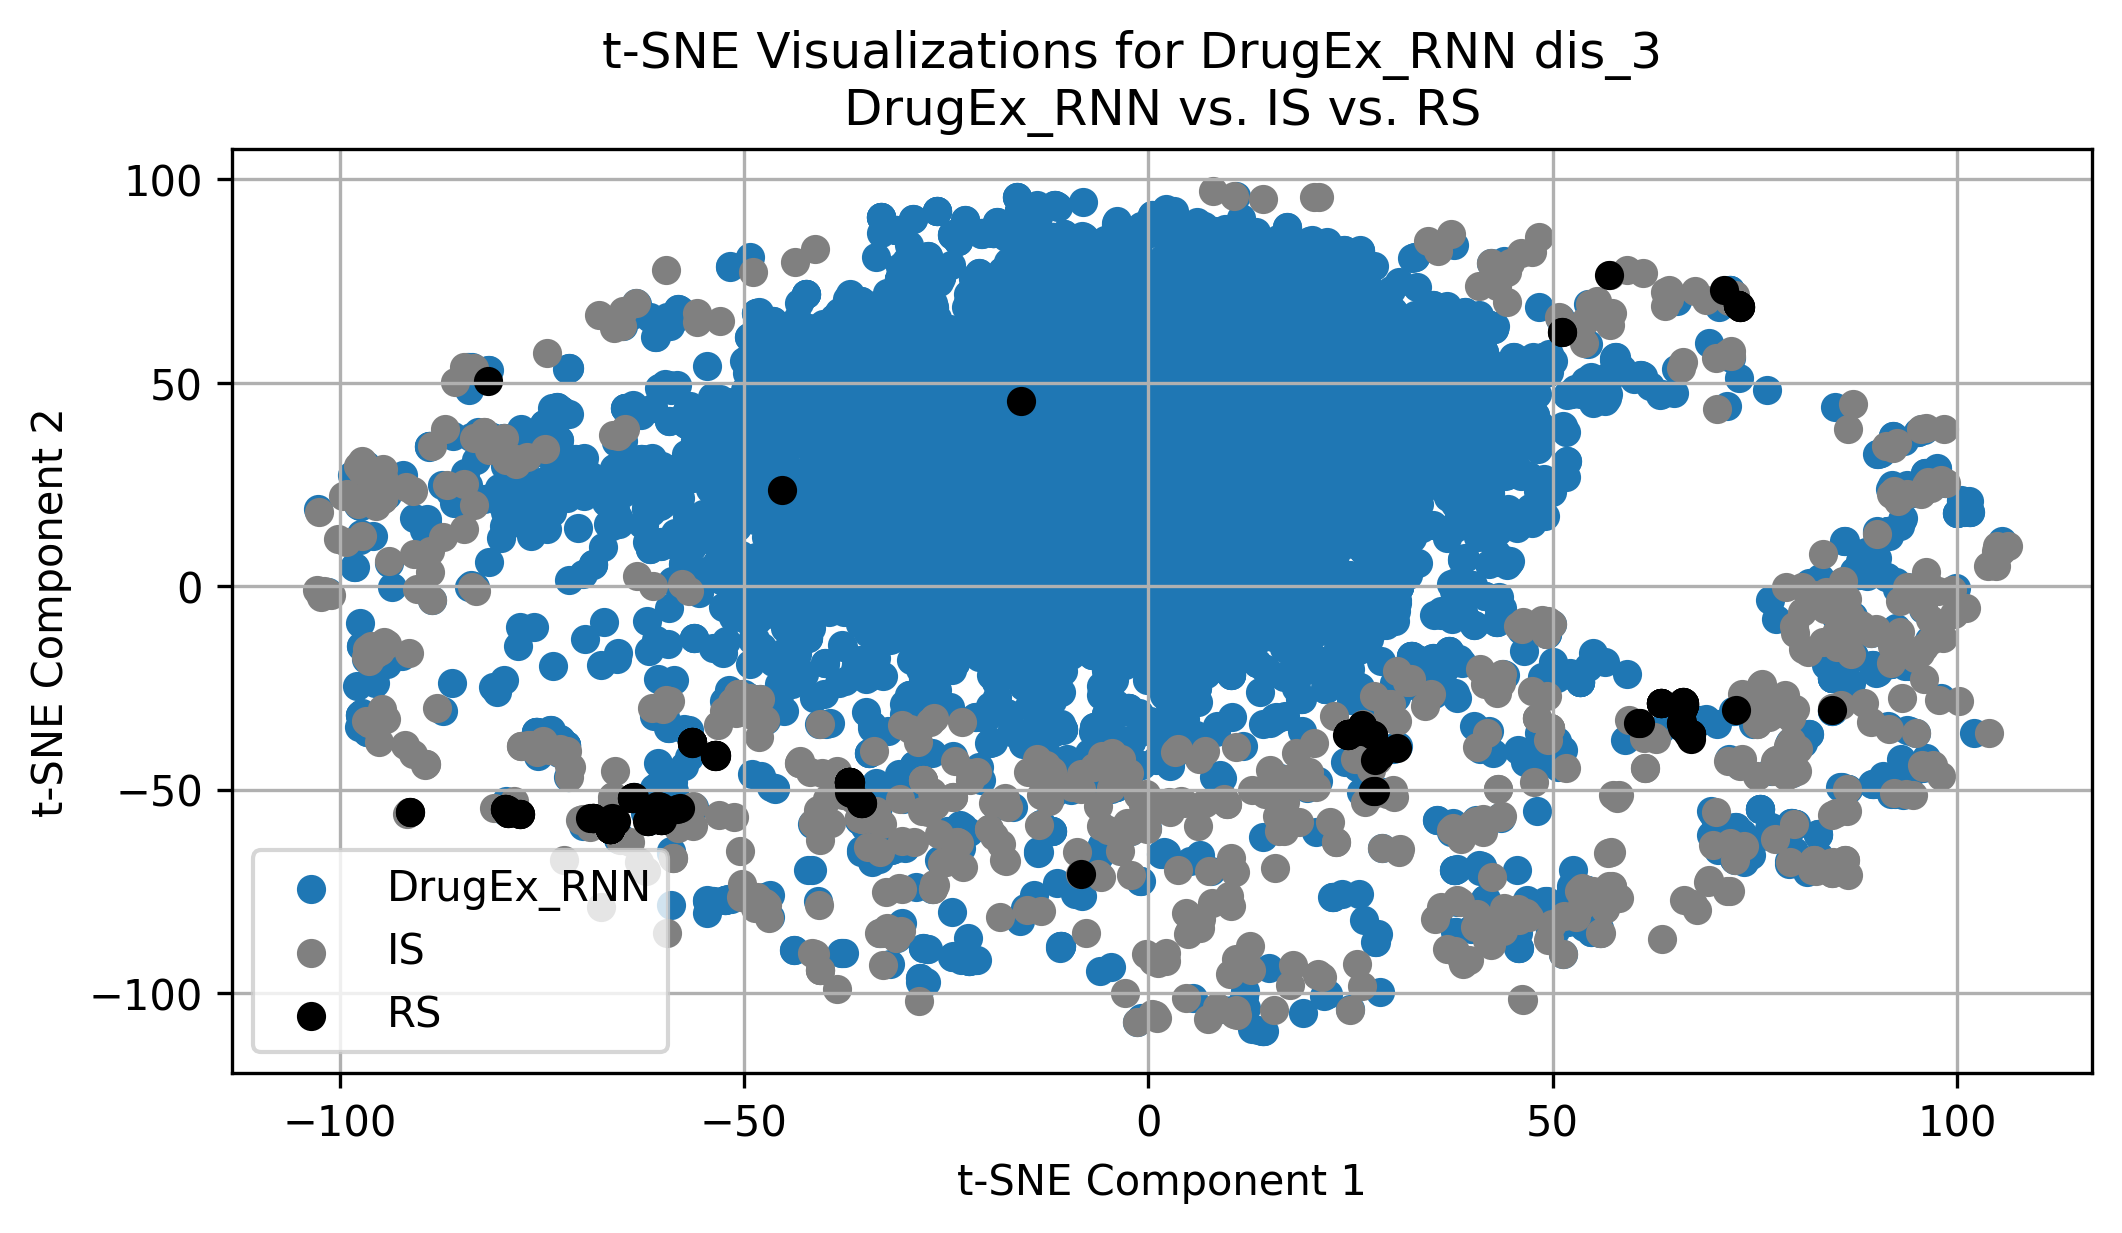 t-SNE Visualizations for DrugEx_RNN dis_3
DrugEx_RNN vs. IS vs. RS
100
50
0
−50
−100
t-SNE Component 2
DrugEx_RNN
IS
RS
−100
−50
0
50
100
t-SNE Component 1